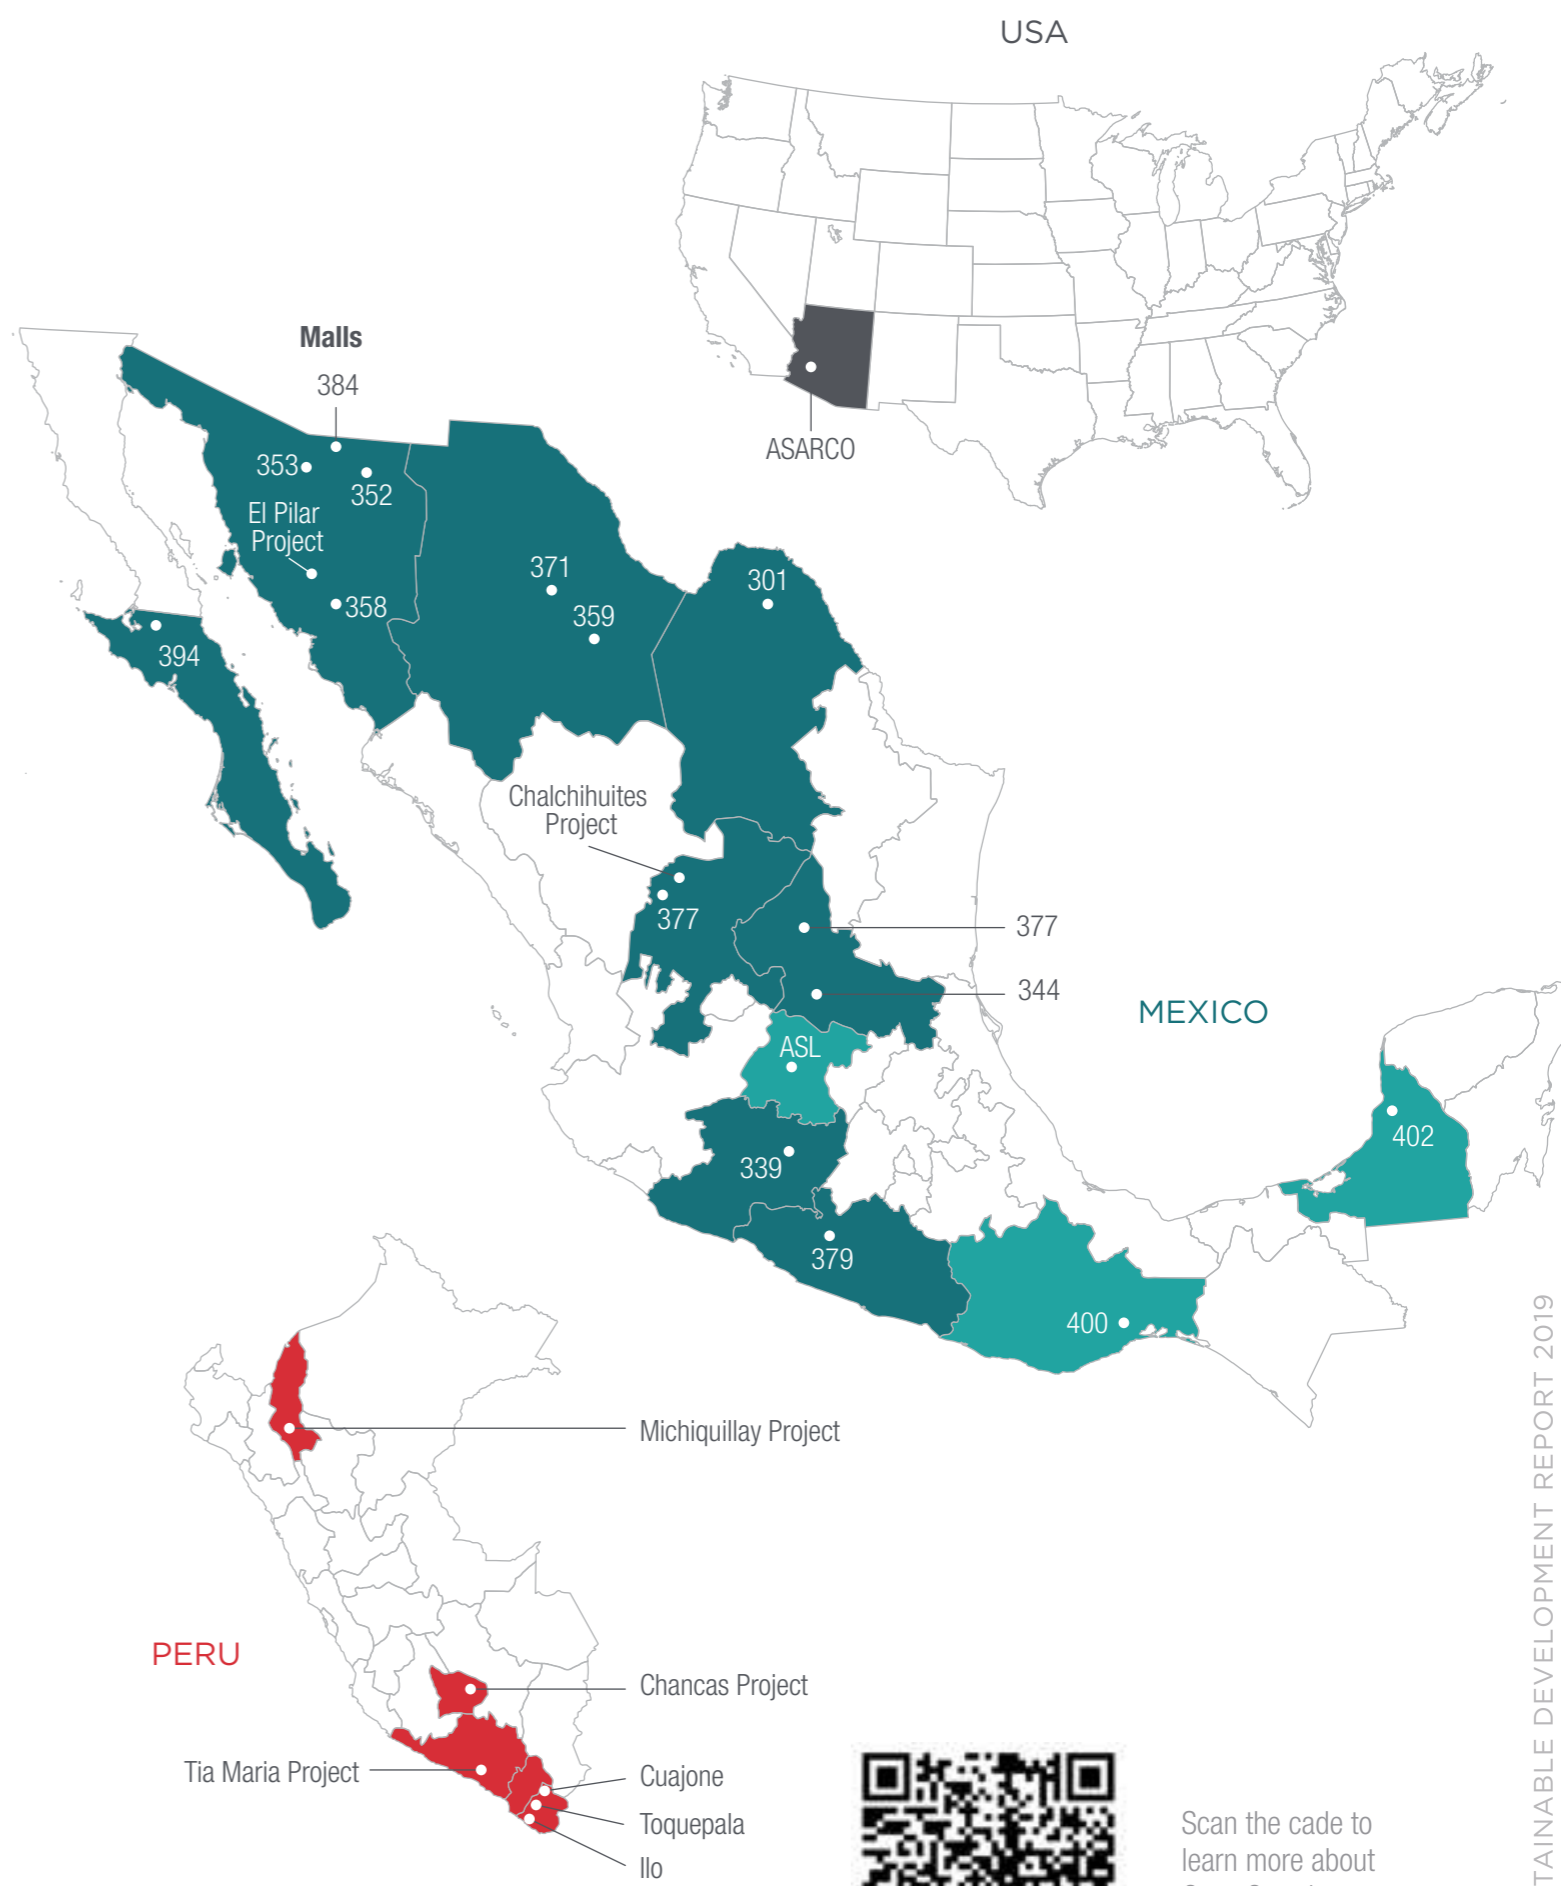 USA
Malls
384
353
352
ASARCO
El Pilar
Project
371
301
358
359
394
Chalchihuites
Project
377
377
344
MEXICO
ASL
402
339
379
400
Michiquillay Project
PERU
Chancas Project
Tia Maria Project
Cuajone
Toquepala
Ilo
Scan the cade to
learn more about
TAINABLE DEVELOPMENT REPORT 2019